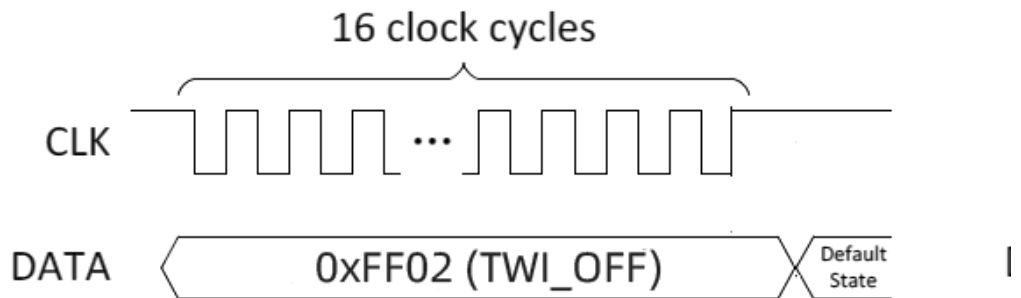 16 clock cycles
CLK
...
DATA
0xFF02 (TWI_OFF)
Default
State